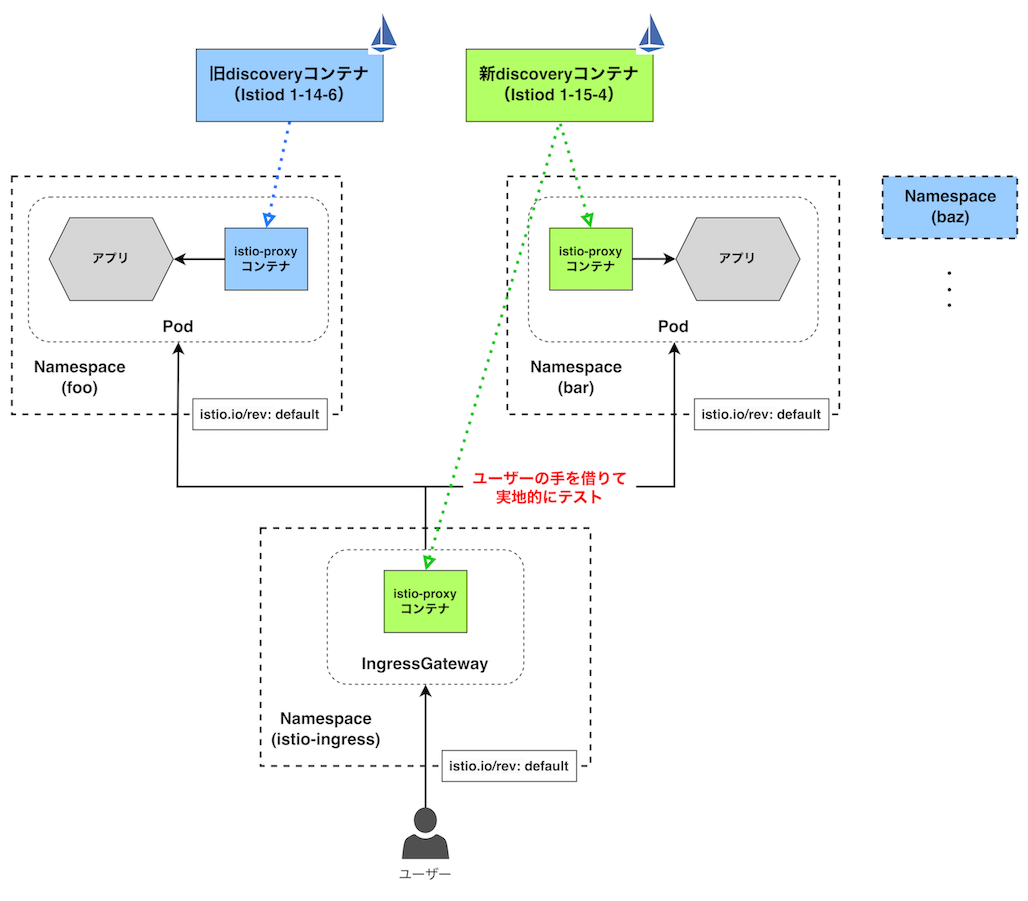 旧discoveryコンテナ
(Istiod 1-14-6)
新discoveryコンテナ
(Istiod 1-15-4)
アプリ
istio-proxy
コンテナ
Pod
Namespace
(foo)
istio.io/rev: default
istio-proxy
コンテナ
アプリ
Pod
Namespace
(bar)
istio.io/rev: default
Namespace
(baz)
ユーザーの手を借りて
実地的にテスト
istio-proxy
コンテナ
IngressGateway
Namespace
(istio-ingress)
istio.io/rev: default
ユーザー